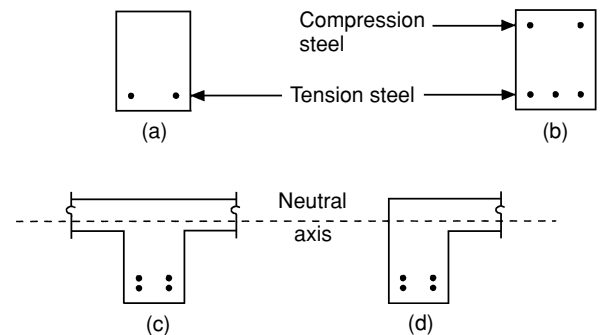 Compression
steel
Tension steel
(a)
(b)
Neutral
axis
(c)
(d)